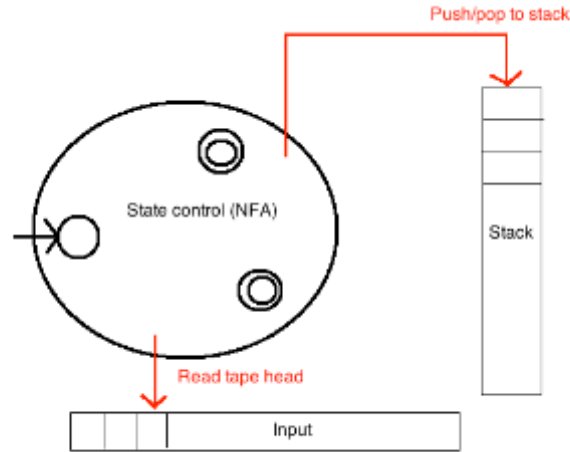 Push/pop to stack
State control (NFA)
Stack
Read tape head
Input